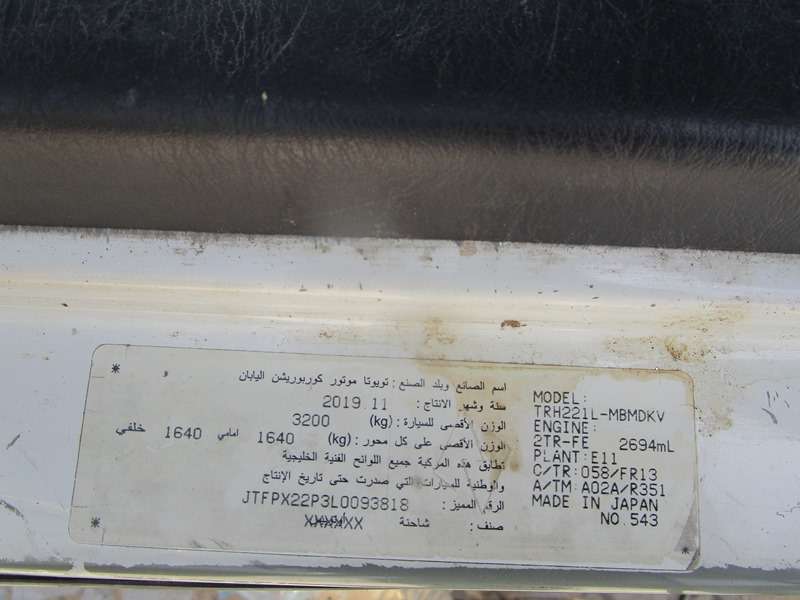 اسم الصانع وبلد الصنع : تويوتا موتور كوربوريشن اليابان
سنة وشهر الانتاج : 2019.11
الوزن الأقصى للسيارة : (kg) 3200
الوزن الأقصى على كل محور : (kg) 1640 امامي 1640 خلفي
تطابق هذه المركبة جميع اللوائح الفنية الخليجية
والوطنية للسيارات التي صدرت حتى تاريخ الإنتاج
الرقم المميز : JTFPX22P3L0093818
صنف : شاحنة
MODEL:
TRH221L-MBMDKV
ENGINE:
2TR-FE 2694mL
PLANT:E11
C/TR:058/FR13
A/TM:A02A/R351
MADE IN JAPAN
NO.543